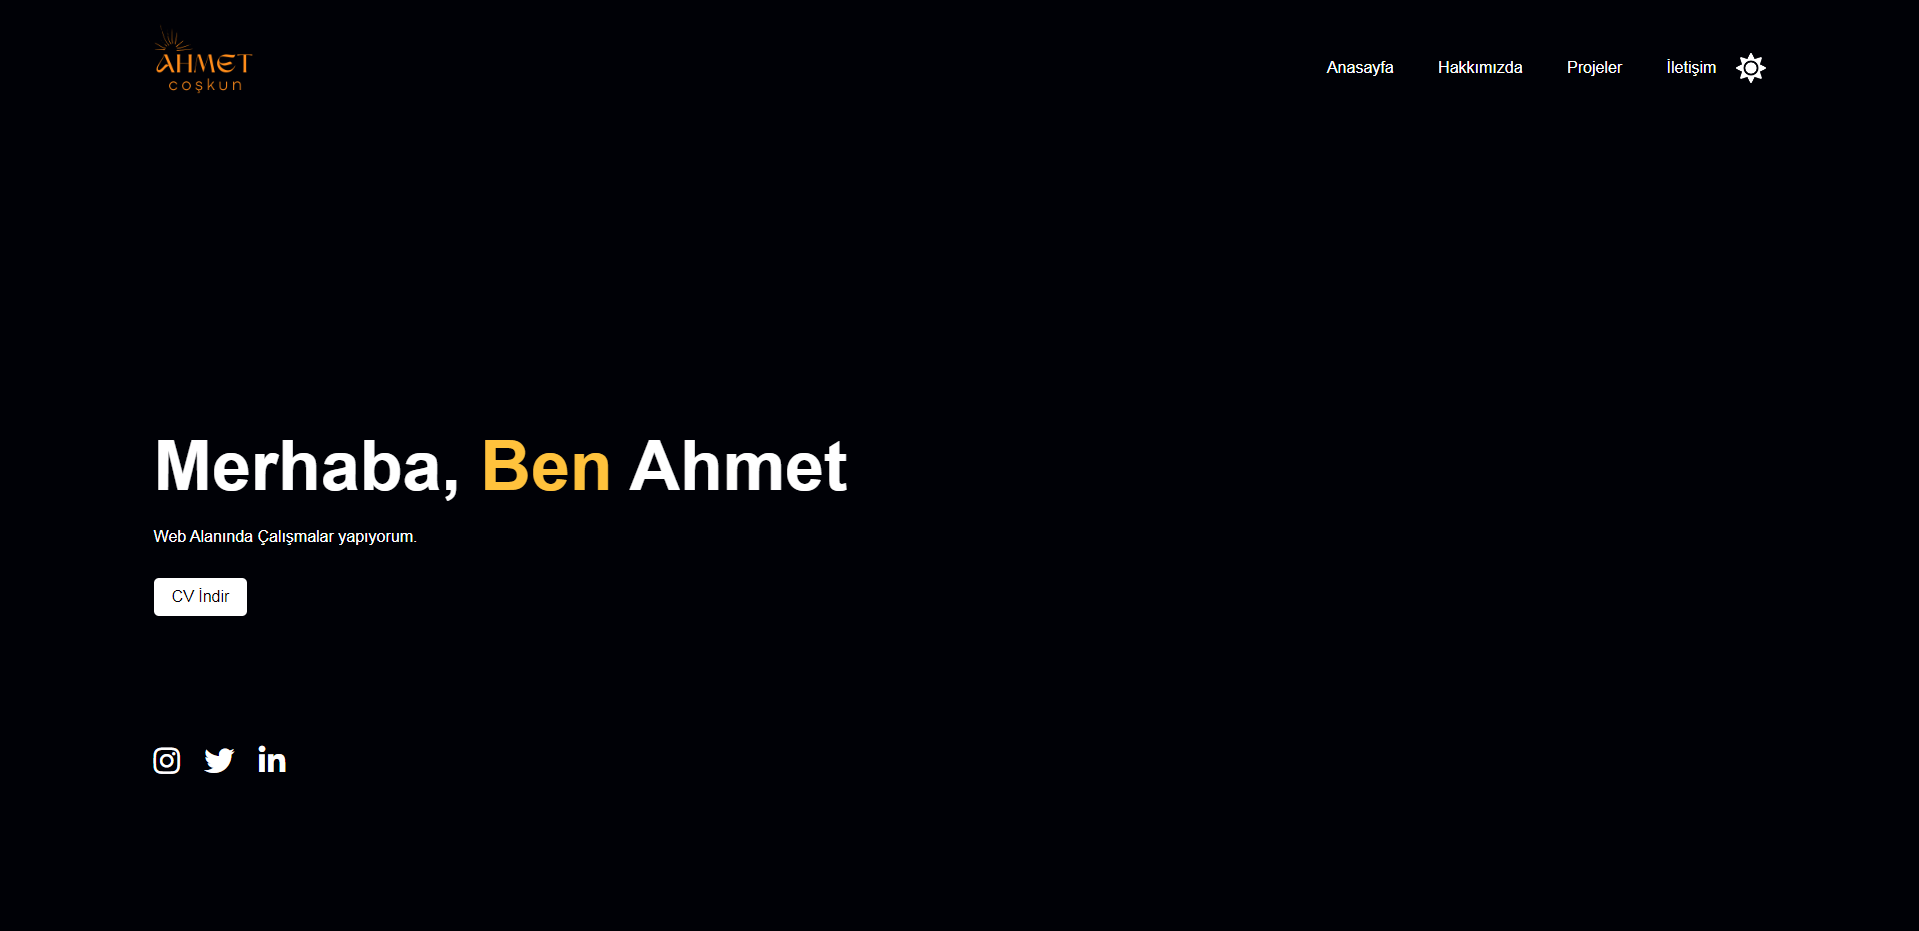 AHMET
coşkun
Anasayfa Hakkımızda Projeler İletişim
Merhaba, Ben Ahmet
Web Alanında Çalışmalar yapıyorum.
CV İndir